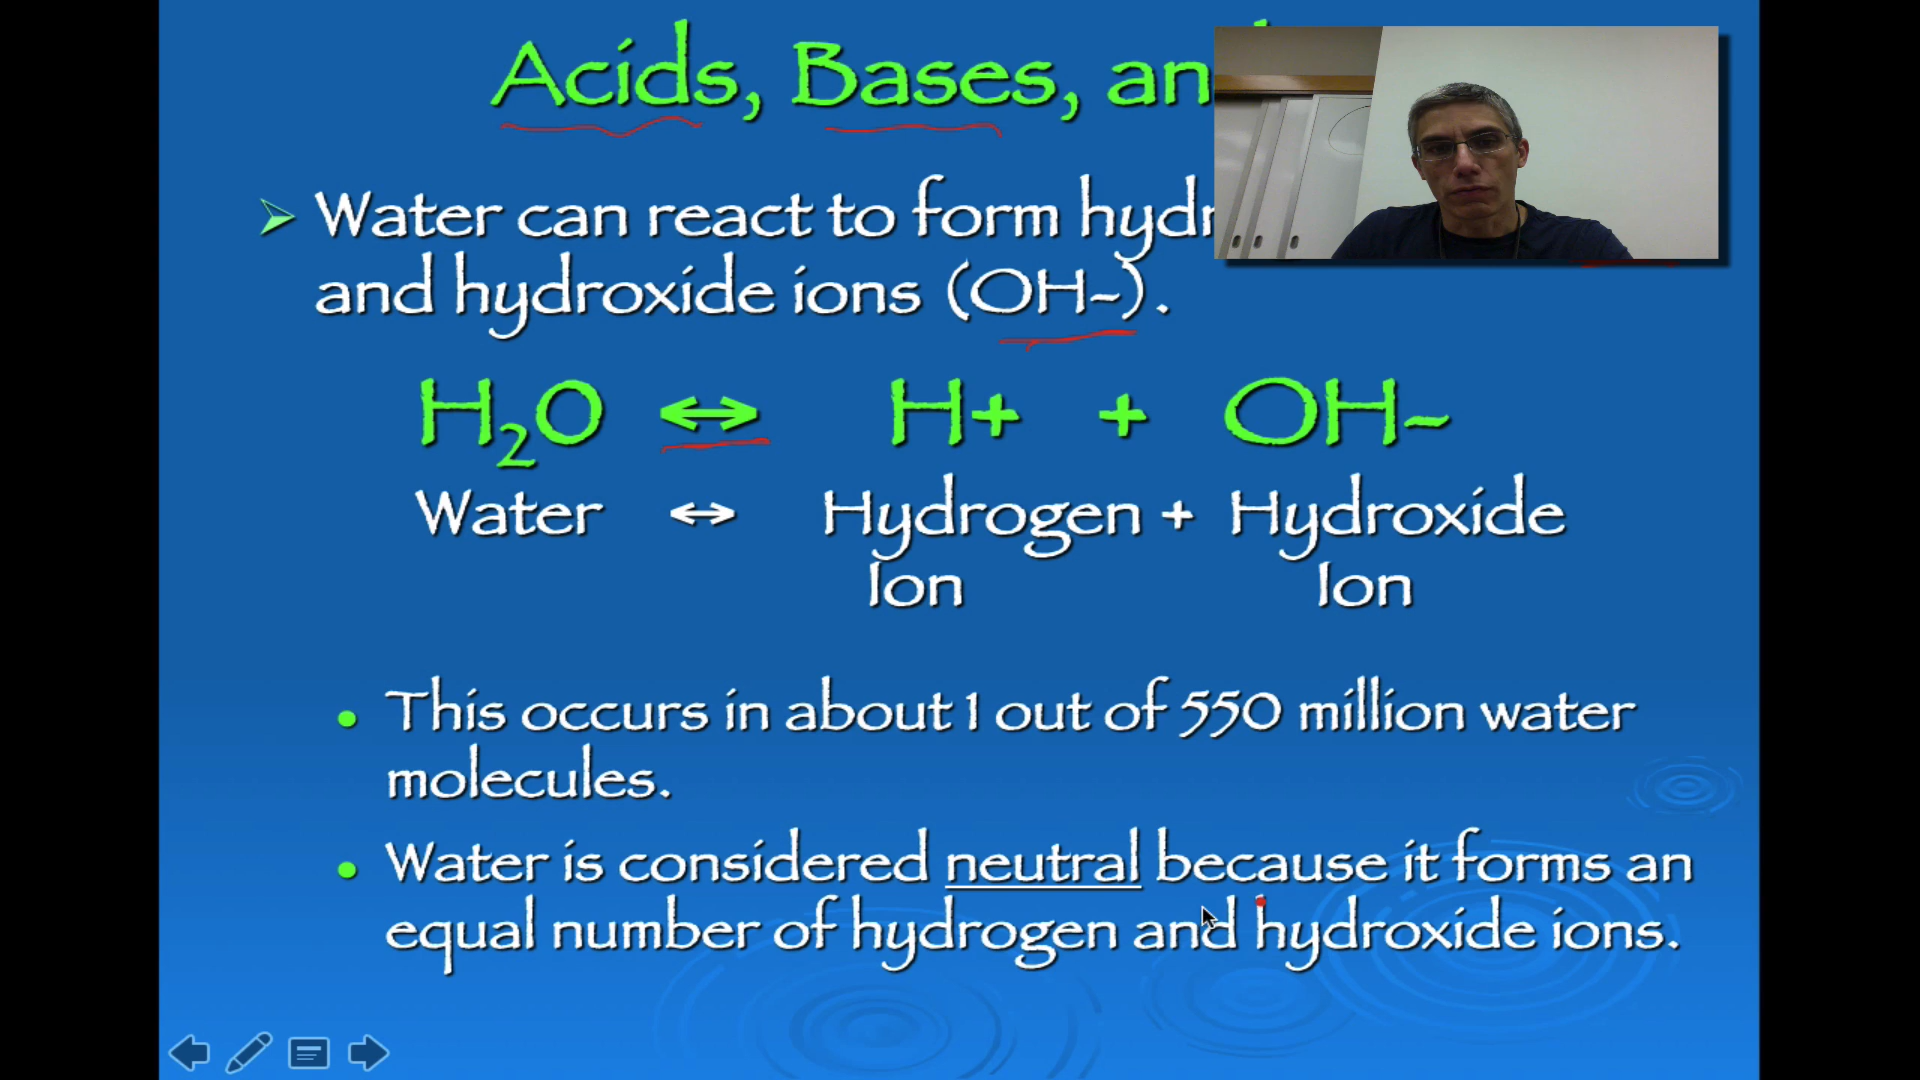 Acids, Bases, an
Water can react to form hydr
and hydroxide ions (OH-).
H₂O ↔ H+ + OH-
Water ↔ Hydrogen + Hydroxide
Ion Ion
This occurs in about 1 out of 550 million water
molecules.
Water is considered neutral because it forms an
equal number of hydrogen and hydroxide ions.